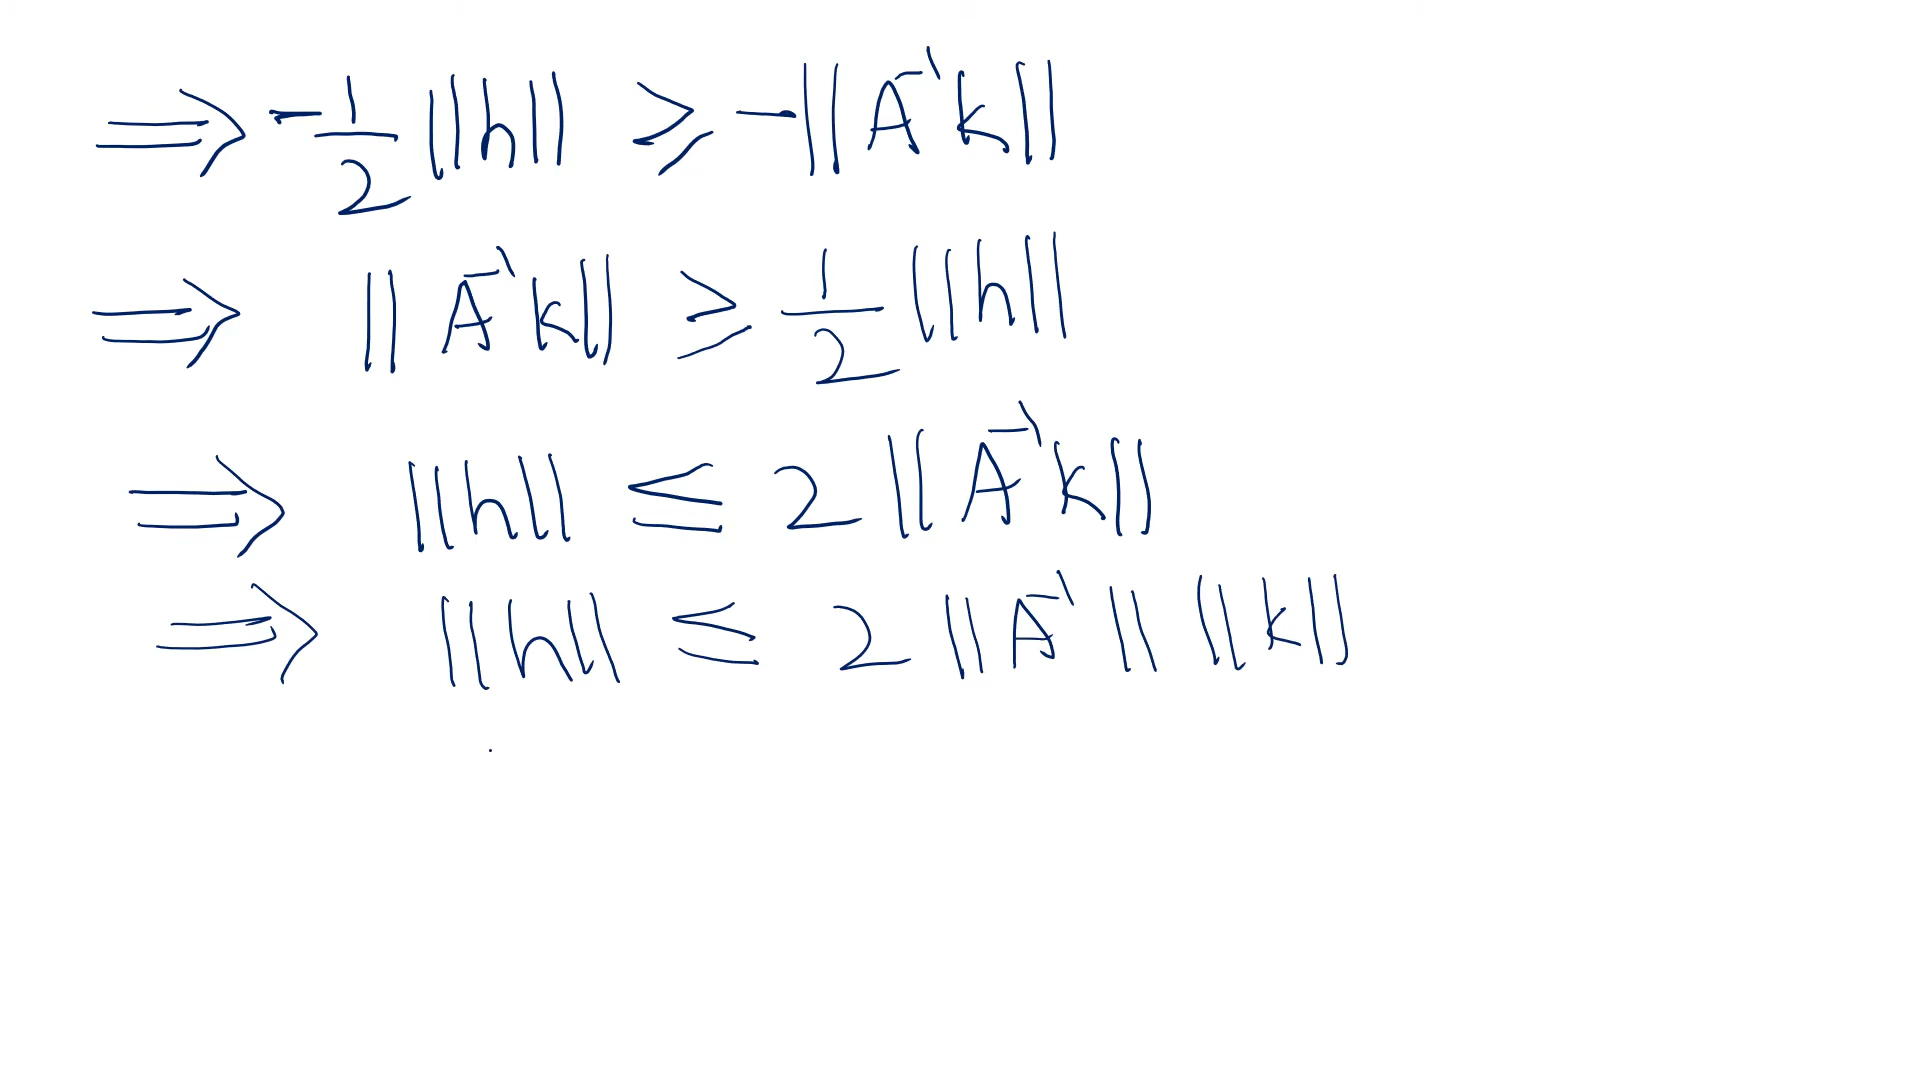 ⟹ -1/2 ||h|| ≥ -||A⁻¹k||
⟹ ||A⁻¹k|| ≥ 1/2 ||h||
⟹ ||h|| ≤ 2 ||A⁻¹k||
⟹ ||h|| ≤ 2 ||A⁻¹|| ||k||